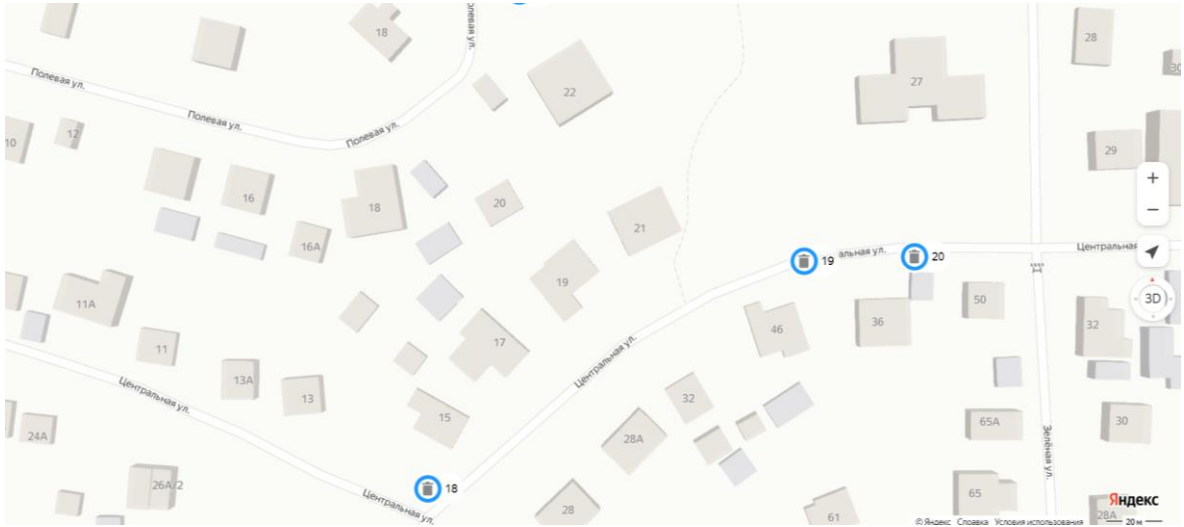 18
28
27
30
22
Полевая ул.
Полевая ул.
Полевая ул.
олевая ул.
10
12
29
16
18
20
21
16А
19
альная ул.
20
Центральная
19
11А
50
36
46
32
17
3D
11
Центральная ул.
13А
13
Центральная ул.
32
15
28А
65А
30
24А
Зелёная ул.
26А/2
18
Центральная ул.
28
61
65
28А
Яндекс
© Яндекс Справка Условия использования
20 м